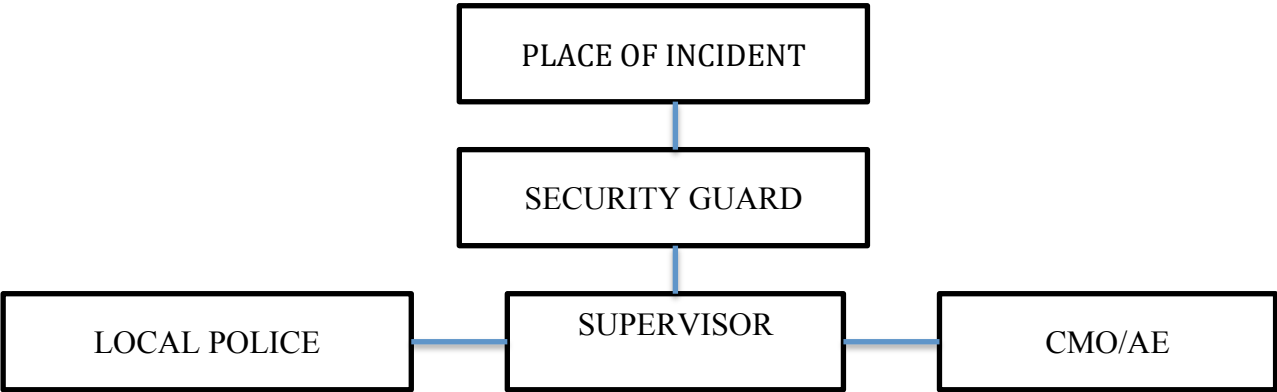 PLACE OF INCIDENT
SECURITY GUARD
LOCAL POLICE
SUPERVISOR
CMO/AE